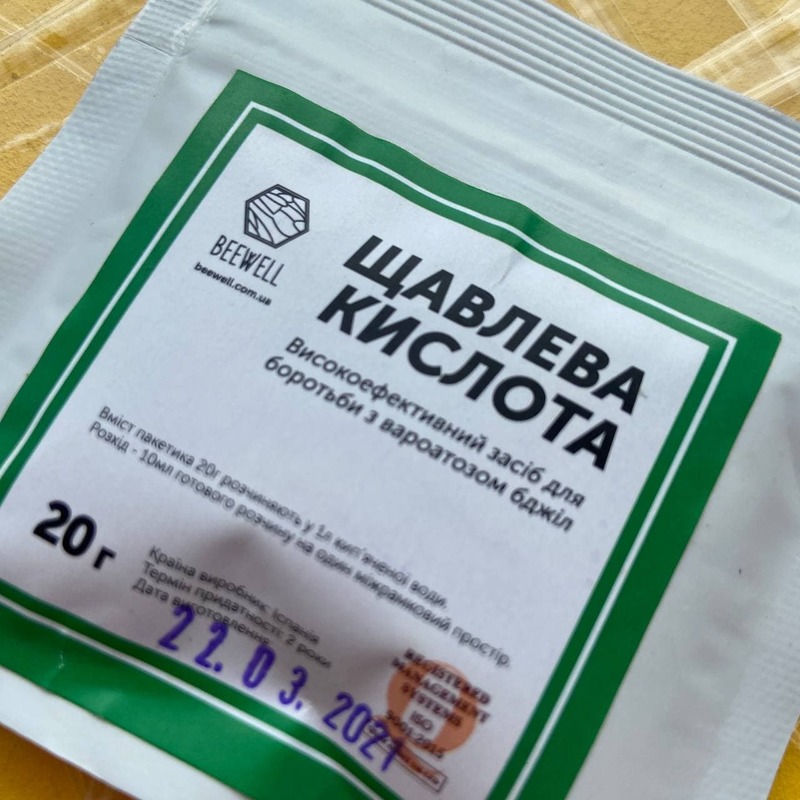 BEEWELL
beewell.com.ua
ЩАВЛЕВА
КИСЛОТА
Високоефективний засіб для
боротьби з вароатозом бджіл
Вміст пакетика 20г розчиняють у 1л кип'яченої води.
Розхід - 10мл готового розчину на один міжрамковий простір.
20 г
Країна виробник: Іспанія
Термін придатності: 2 роки
Дата виготовлення:
22.03.2021
REGISTERED
MANAGEMENT
SYSTEMS
ISO